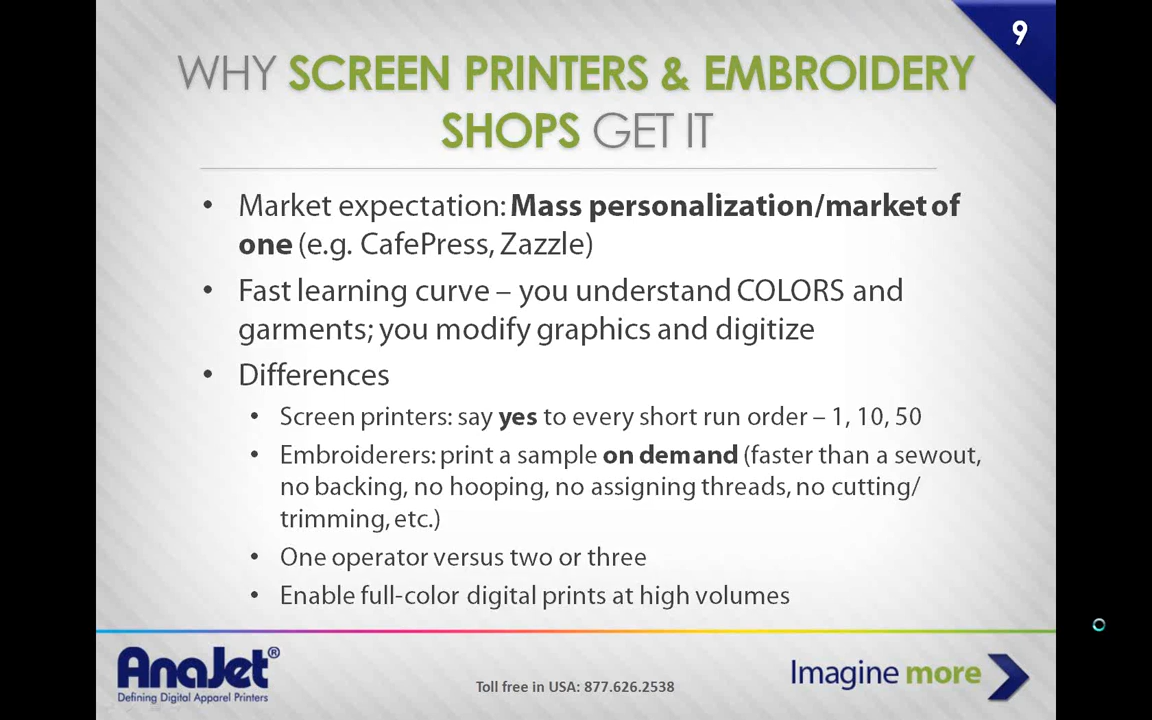 9
WHY SCREEN PRINTERS & EMBROIDERY
SHOPS GET IT
• Market expectation: Mass personalization/market of
one (e.g. CafePress, Zazzle)
• Fast learning curve – you understand COLORS and
garments; you modify graphics and digitize
• Differences
• Screen printers: say yes to every short run order – 1, 10, 50
• Embroiderers: print a sample on demand (faster than a sewout,
no backing, no hooping, no assigning threads, no cutting/
trimming, etc.)
• One operator versus two or three
• Enable full-color digital prints at high volumes
AnaJet®
Defining Digital Apparel Printers
Toll free in USA: 877.626.2538
Imagine more